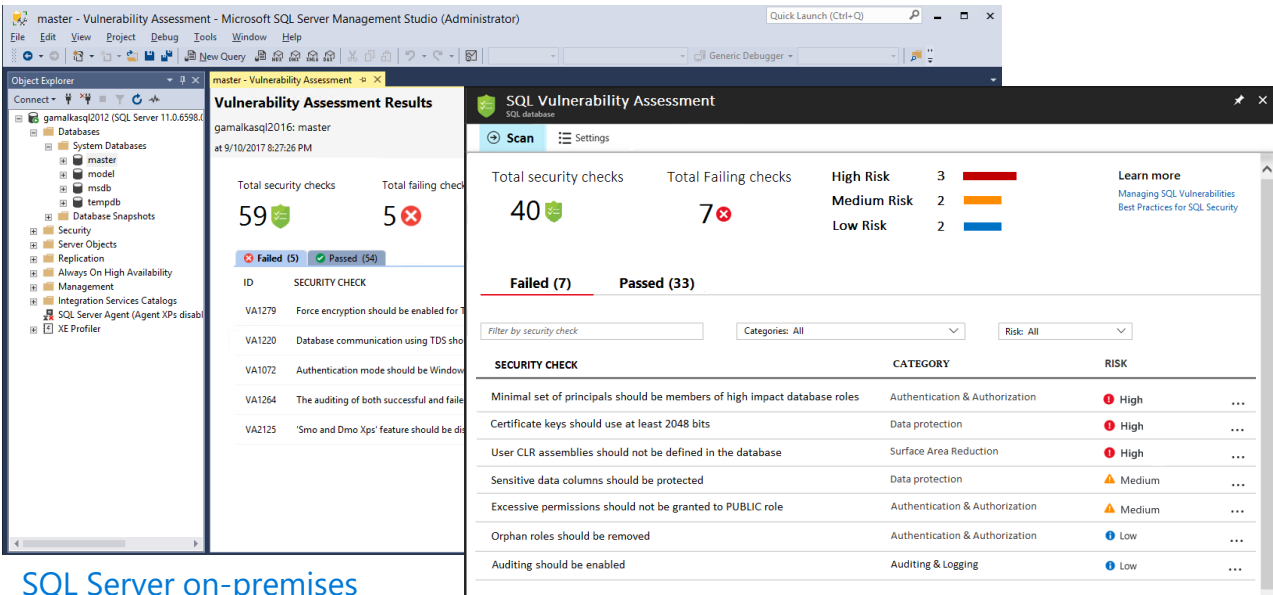 master - Vulnerability Assessment - Microsoft SQL Server Management Studio (Administrator)
Quick Launch (Ctrl+Q)
File Edit View Project Debug Tools Window Help
New Query
Generic Debugger
Object Explorer
master - Vulnerability Assessment
Connect
gamalkasql2012 (SQL Server 11.0.6598.0
Databases
System Databases
master
model
msdb
tempdb
Database Snapshots
Security
Server Objects
Replication
Always On High Availability
Management
Integration Services Catalogs
SQL Server Agent (Agent XPs disabl
XE Profiler
Vulnerability Assessment Results
gamalkasql2016: master
at 9/10/2017 8:27:26 PM
Total security checks Total failing check
59 5
Failed (5) Passed (54)
ID SECURITY CHECK
VA1279 Force encryption should be enabled for T
VA1220 Database communication using TDS sho
VA1072 Authentication mode should be Window
VA1264 The auditing of both successful and faile
VA2125 'Smo and Dmo Xps' feature should be dis
SQL Server on-premises
SQL Vulnerability Assessment
SQL database
Scan Settings
Total security checks Total Failing checks High Risk 3 Learn more
40 7 Medium Risk 2 Managing SQL Vulnerabilities
Low Risk 2 Best Practices for SQL Security
Failed (7) Passed (33)
Filter by security check Categories: All Risk: All
SECURITY CHECK CATEGORY RISK
Minimal set of principals should be members of high impact database roles Authentication & Authorization High ...
Certificate keys should use at least 2048 bits Data protection High ...
User CLR assemblies should not be defined in the database Surface Area Reduction High ...
Sensitive data columns should be protected Data protection Medium ...
Excessive permissions should not be granted to PUBLIC role Authentication & Authorization Medium ...
Orphan roles should be removed Authentication & Authorization Low ...
Auditing should be enabled Auditing & Logging Low ...